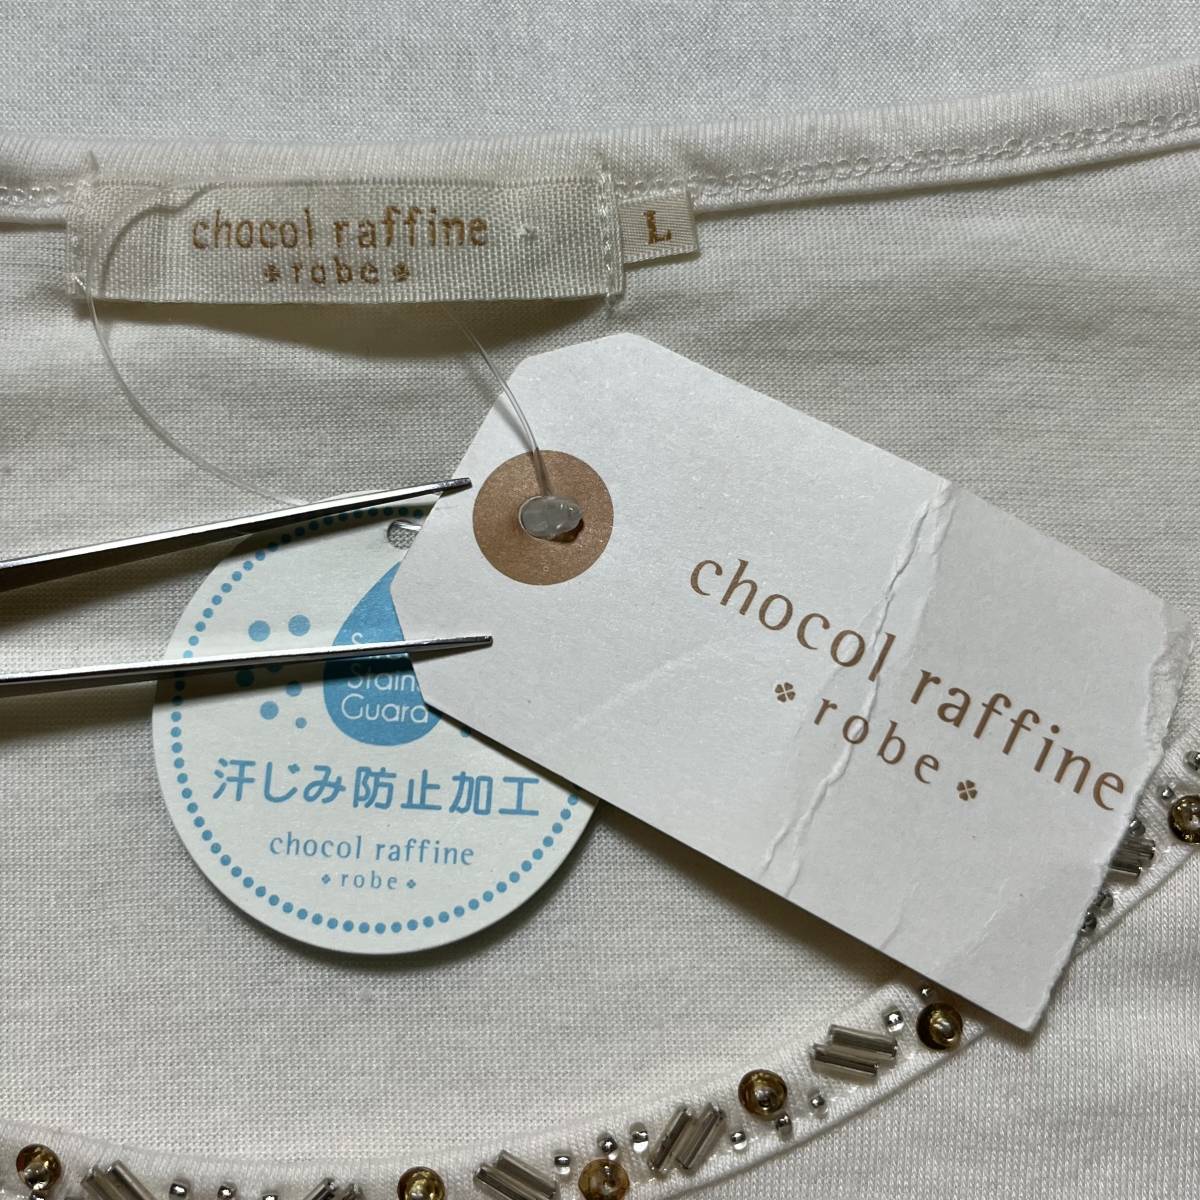 chocol raffine
robe
L
chocol raffine
robe
Stain
Guard
汗じみ防止加工
chocol raffine
robe